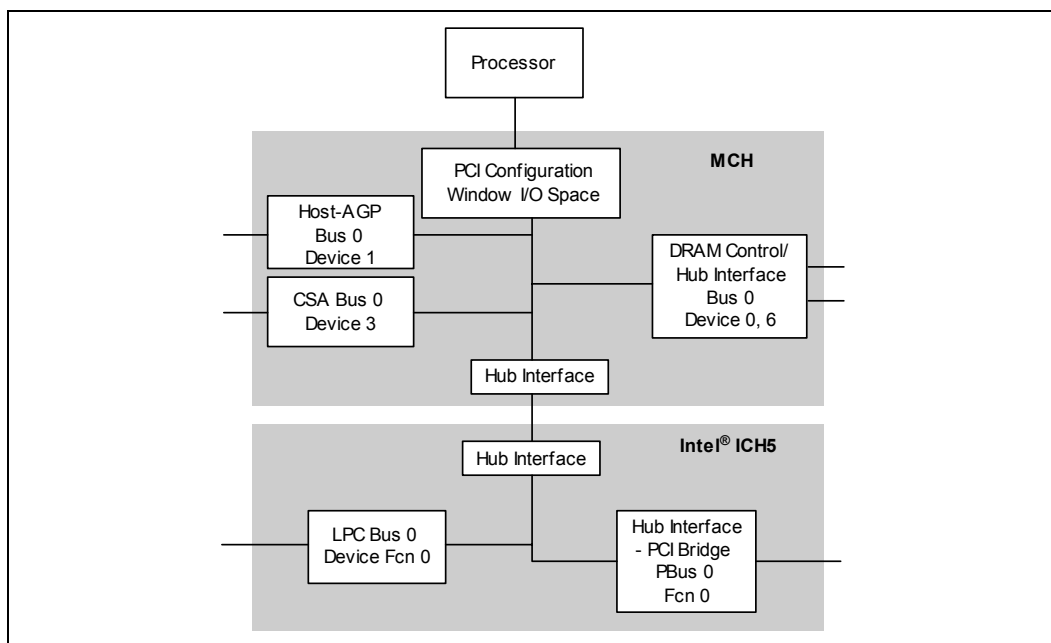 Processor
MCH
PCI Configuration
Window I/O Space
Host-AGP
Bus 0
Device 1
DRAM Control/
Hub Interface
Bus 0
Device 0, 6
CSA Bus 0
Device 3
Hub Interface
Intel® ICH5
Hub Interface
LPC Bus 0
Device Fcn 0
Hub Interface
- PCI Bridge
PBus 0
Fcn 0